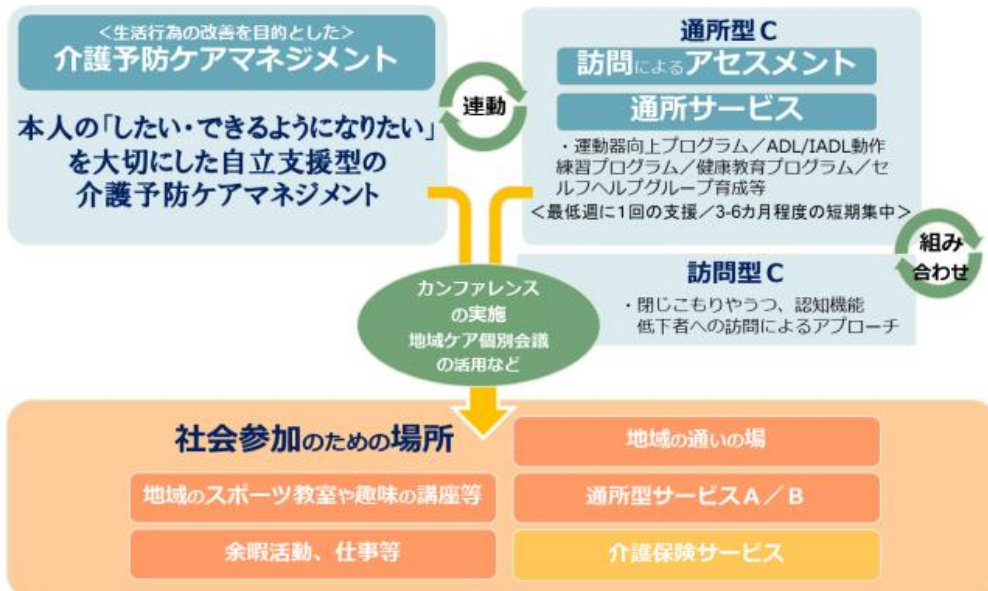 <生活行為の改善を目的とした>
介護予防ケアマネジメント
本人の「したい・できるようになりたい」
を大切にした自立支援型の
介護予防ケアマネジメント
連動
通所型C
訪問によるアセスメント
通所サービス
・運動器向上プログラム／ADL/IADL動作
練習プログラム／健康教育プログラム／セ
ルフヘルプグループ育成等
<最低週に1回の支援／3-6カ月程度の短期集中>
組み
合わせ
訪問型C
・閉じこもりやうつ、認知機能
低下者への訪問によるアプローチ
カンファレンス
の実施
地域ケア個別会議
の活用など
社会参加のための場所
地域の通いの場
地域のスポーツ教室や趣味の講座等
通所型サービスA／B
余暇活動、仕事等
介護保険サービス